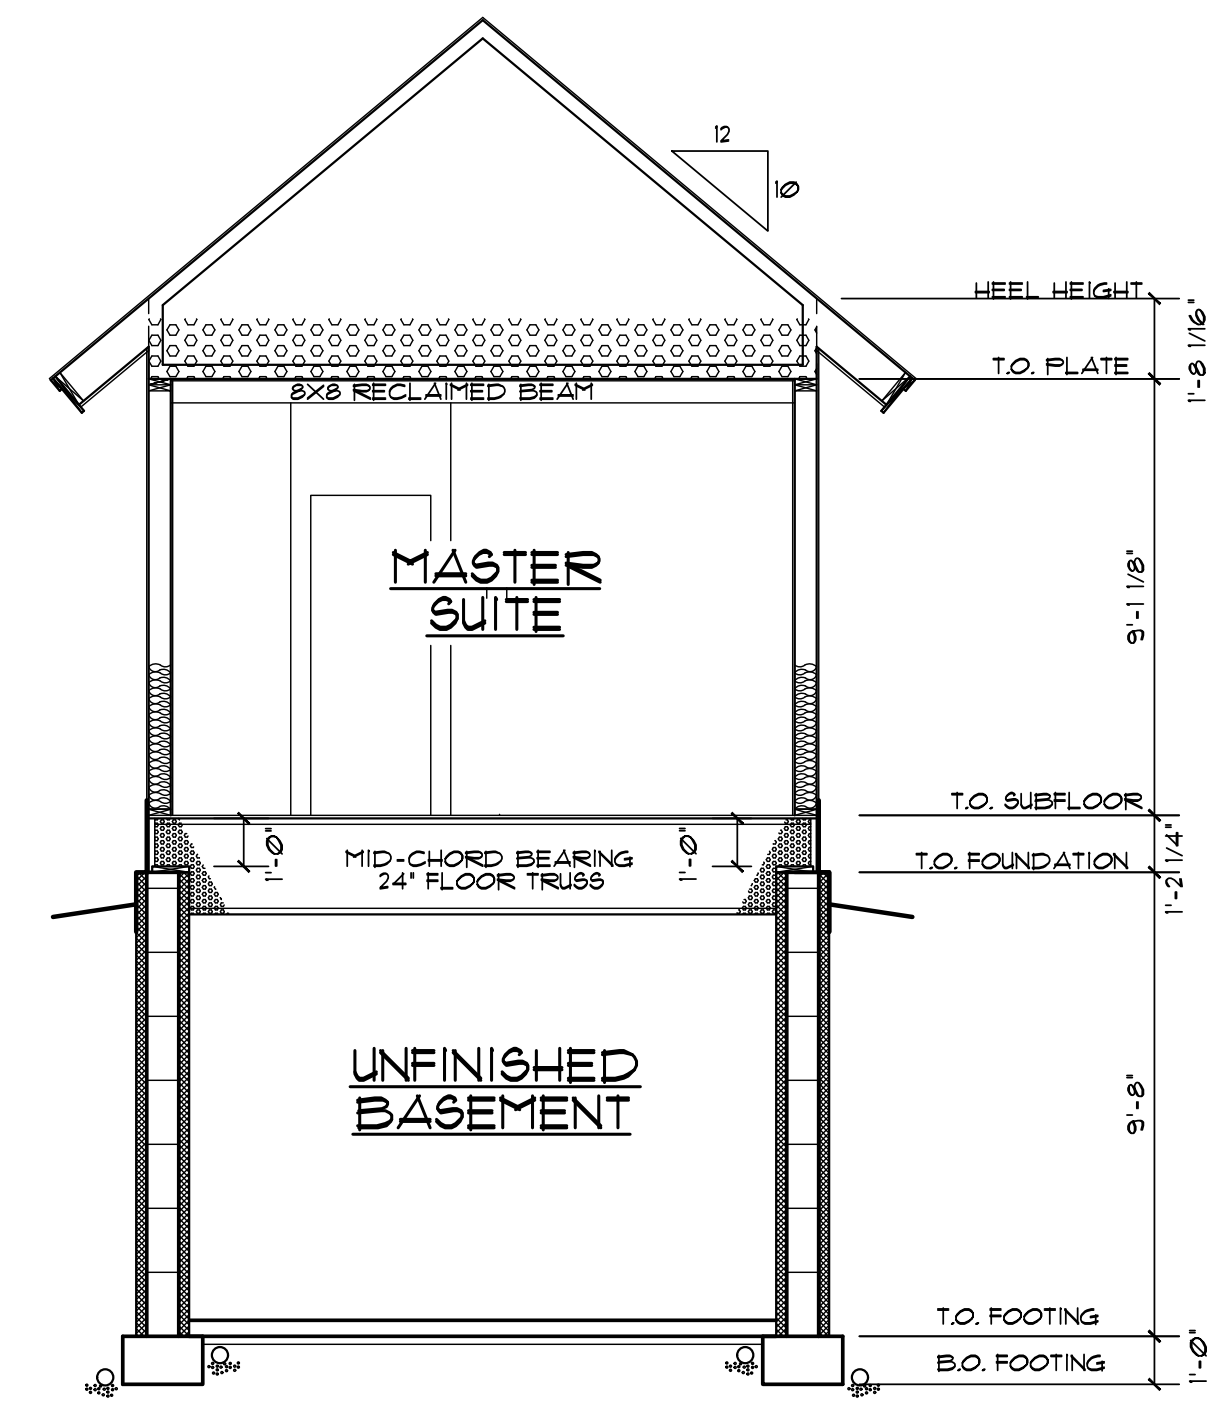 12
10
HEEL HEIGHT
1'-8 1/16"
T.O. PLATE
8X8 RECLAIMED BEAM
9'-1 1/8"
MASTER
SUITE
T.O. SUBFLOOR
1'-0"
1'-0"
MID-CHORD BEARING
24" FLOOR TRUSS
T.O. FOUNDATION
1'-2 1/4"
UNFINISHED
BASEMENT
9'-8"
T.O. FOOTING
B.O. FOOTING
1'-0"